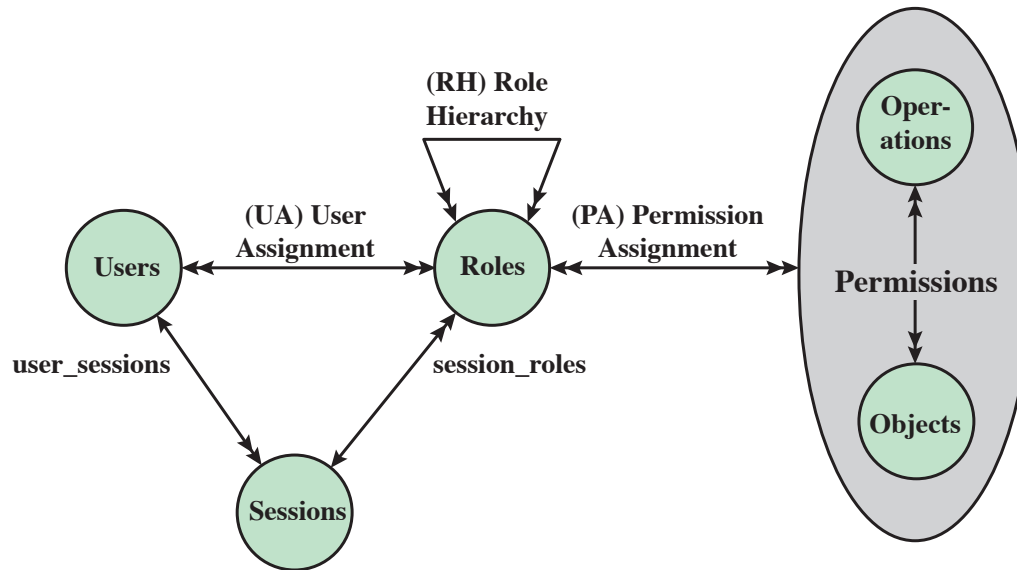 (RH) Role
Hierarchy
(UA) User
Assignment
(PA) Permission
Assignment
Users
Roles
Oper-
ations
Permissions
Objects
user_sessions
session_roles
Sessions